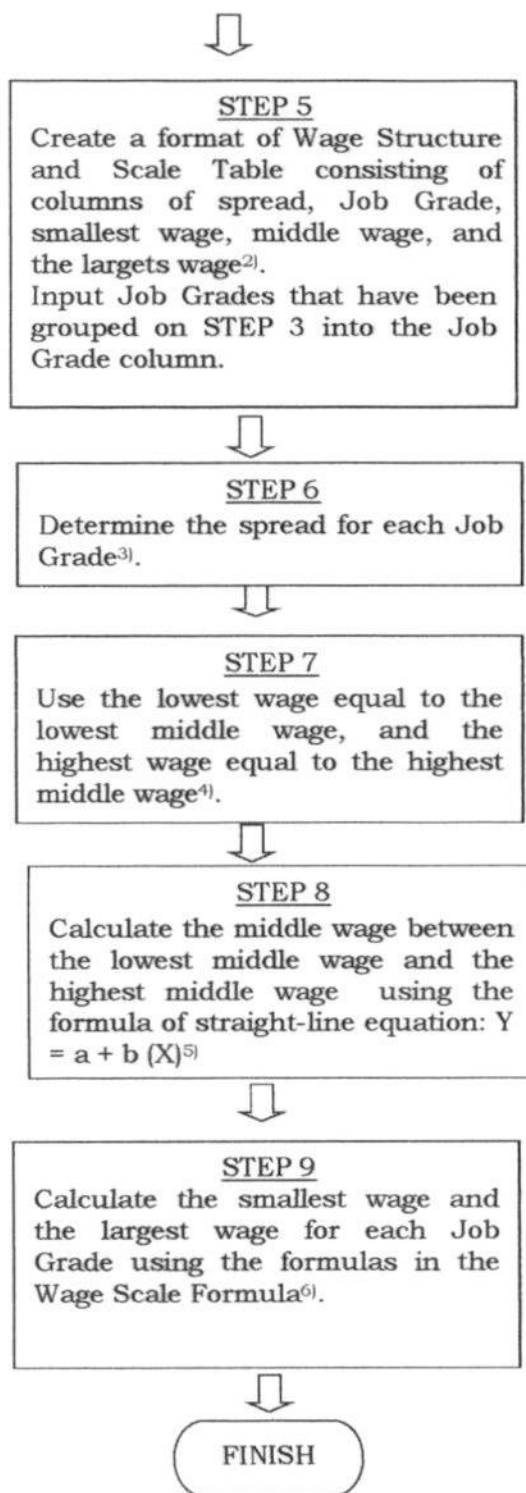 STEP 5
Create a format of Wage Structure
and Scale Table consisting of
columns of spread, Job Grade,
smallest wage, middle wage, and
the largets wage2).
Input Job Grades that have been
grouped on STEP 3 into the Job
Grade column.
STEP 6
Determine the spread for each Job
Grade3).
STEP 7
Use the lowest wage equal to the
lowest middle wage, and the
highest wage equal to the highest
middle wage4).
STEP 8
Calculate the middle wage between
the lowest middle wage and the
highest middle wage using the
formula of straight-line equation: Y
= a + b (X)5)
STEP 9
Calculate the smallest wage and
the largest wage for each Job
Grade using the formulas in the
Wage Scale Formula6).
FINISH